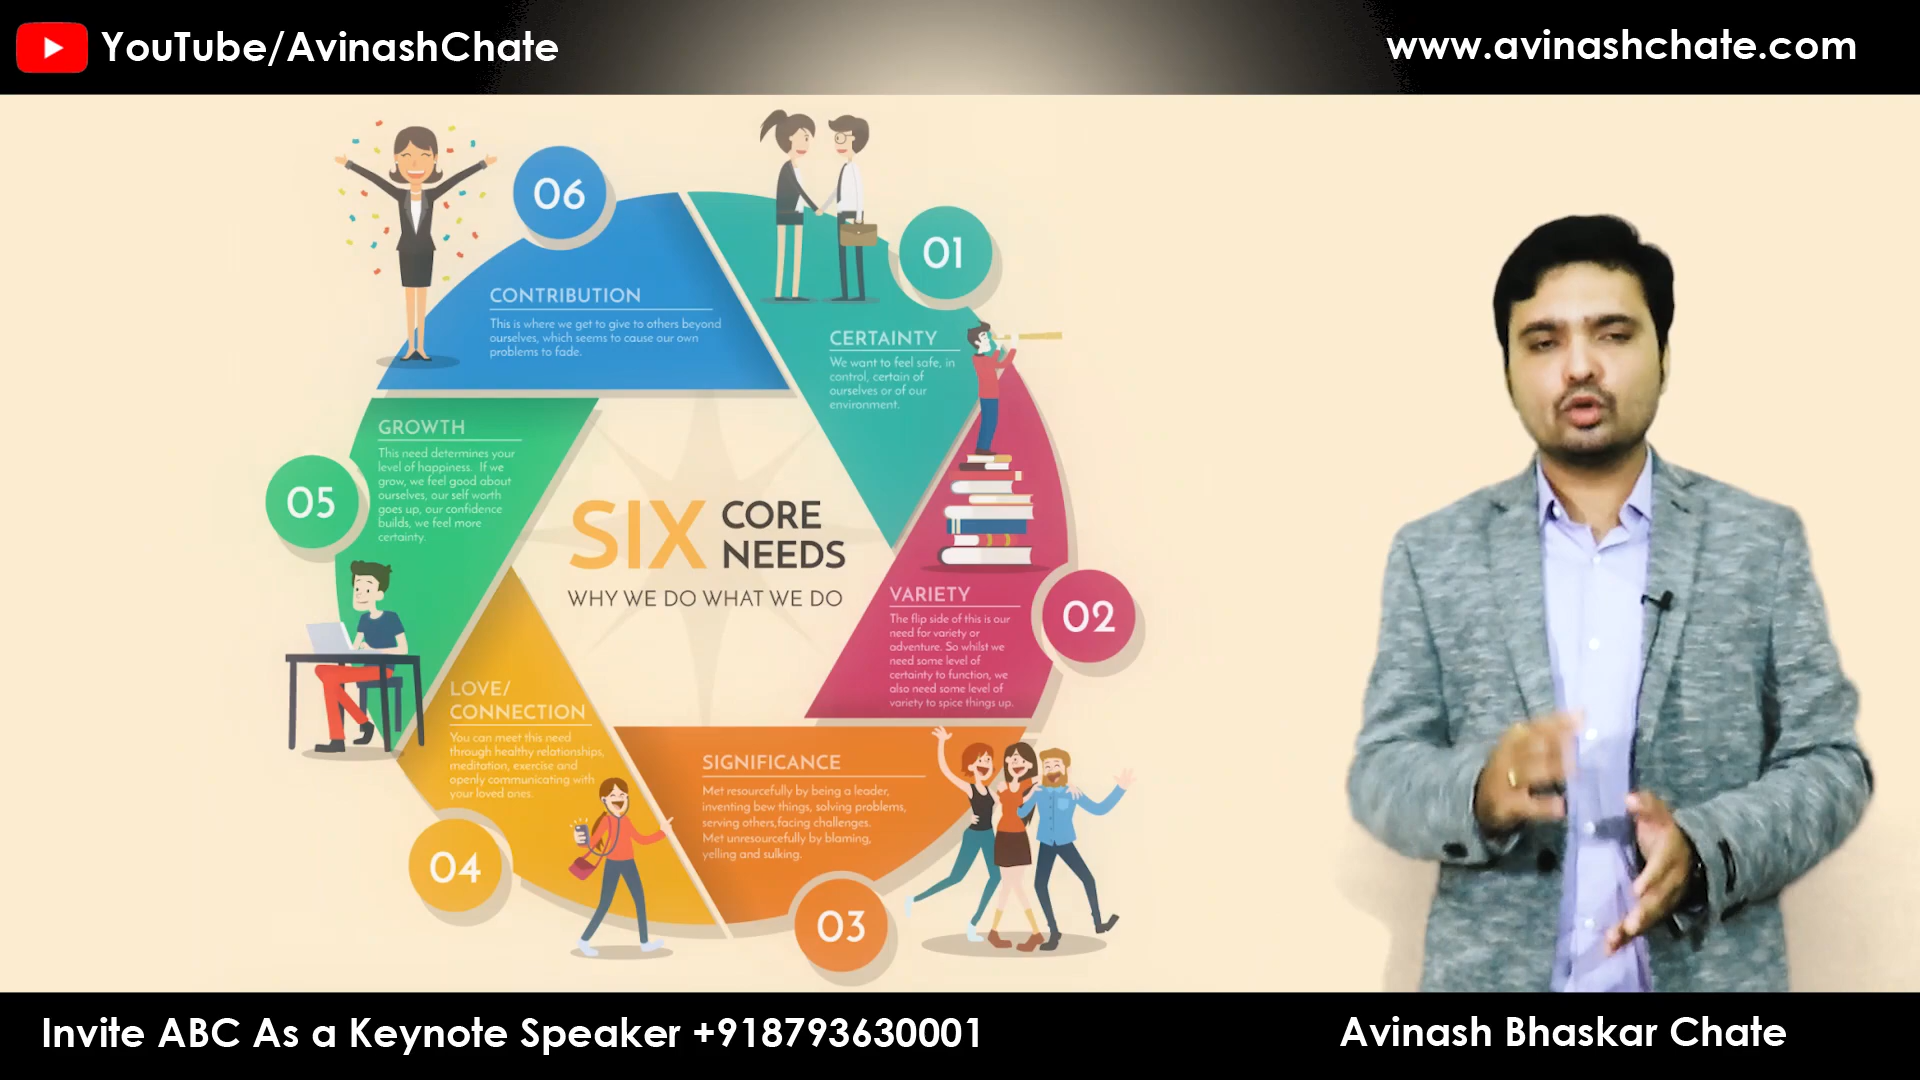 YouTube/AvinashChate
www.avinashchate.com
06
CONTRIBUTION
This is where we get to give to others beyond
ourselves, which seems to cause our own
problems to fade.
01
CERTAINTY
We want to feel safe, in
control, certain of
ourselves or of our
environment.
GROWTH
This need determines your
level of happiness. If we
grow, we feel good about
ourselves, our self worth
goes up, our confidence
builds, we feel more
certainty.
05
SIX CORE
NEEDS
WHY WE DO WHAT WE DO
VARIETY
The flip side of this is our
need for variety or
adventure. So whilst we
need some level of
certainty to function, we
also need some level of
variety to spice things up.
02
LOVE/
CONNECTION
You can meet this need
through healthy relationships,
meditation, exercise and
openly communicating with
your loved ones.
04
SIGNIFICANCE
Met resourcefully by being a leader,
inventing bew things, solving problems,
serving others,facing challenges.
Met unresourcefully by blaming,
yelling and sulking.
03
Invite ABC As a Keynote Speaker +918793630001
Avinash Bhaskar Chate